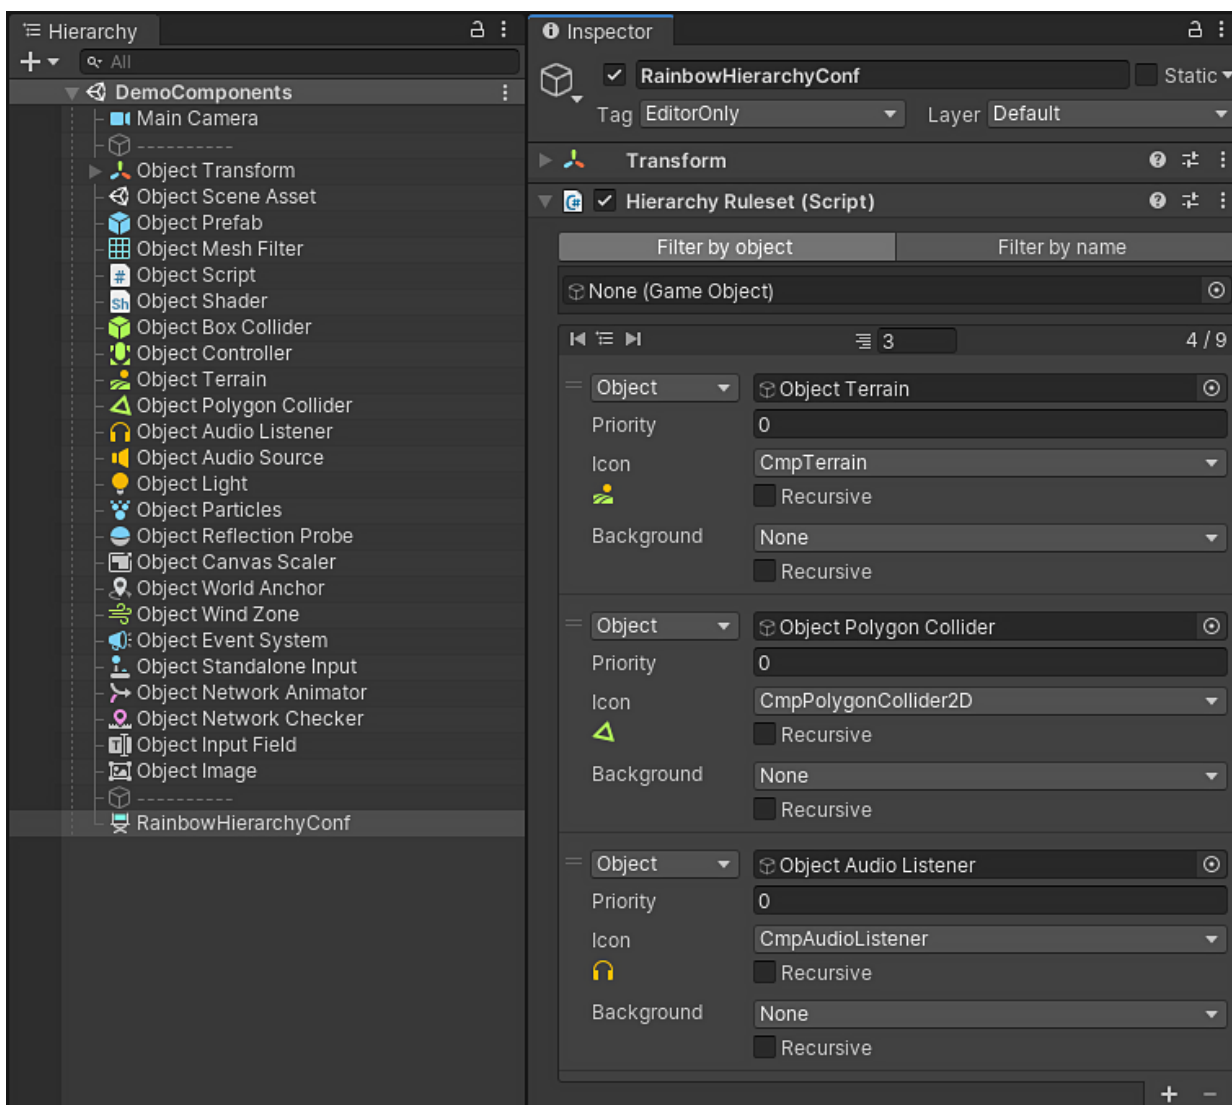 Hierarchy
All
DemoComponents
Main Camera
----------
Object Transform
Object Scene Asset
Object Prefab
Object Mesh Filter
# Object Script
Sh Object Shader
Object Box Collider
Object Controller
Object Terrain
Object Polygon Collider
Object Audio Listener
Object Audio Source
Object Light
Object Particles
Object Reflection Probe
Object Canvas Scaler
Object World Anchor
Object Wind Zone
Object Event System
Object Standalone Input
Object Network Animator
Object Network Checker
T Object Input Field
Object Image
----------
RainbowHierarchyConf
Inspector
RainbowHierarchyConf Static
Tag EditorOnly Layer Default
Transform
Hierarchy Ruleset (Script)
Filter by object Filter by name
None (Game Object)
3 4 / 9
Object Object Terrain
Priority 0
Icon CmpTerrain
Recursive
Background None
Recursive
Object Object Polygon Collider
Priority 0
Icon CmpPolygonCollider2D
Recursive
Background None
Recursive
Object Object Audio Listener
Priority 0
Icon CmpAudioListener
Recursive
Background None
Recursive